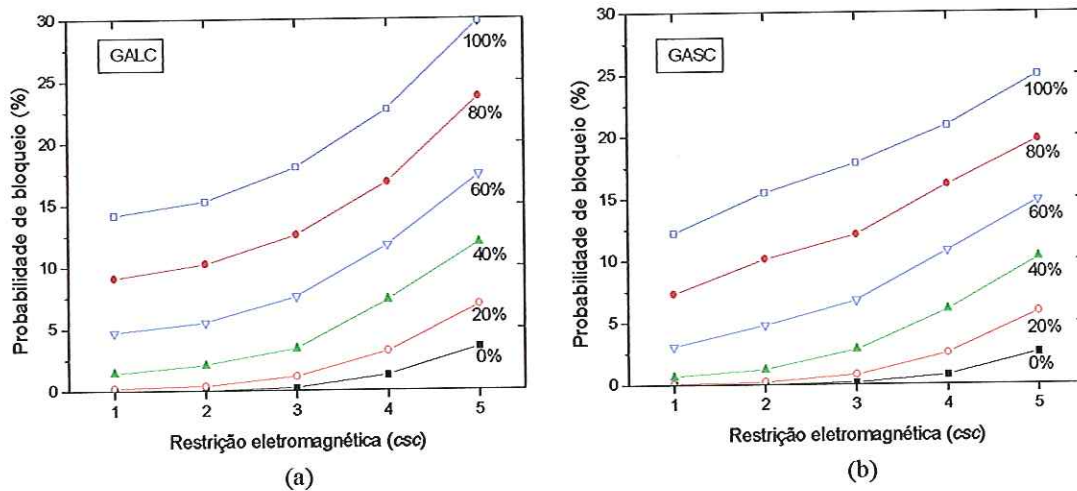 GALC
Probabilidade de bloqueio (%)
30
25
20
15
10
5
0
100%
80%
60%
40%
20%
0%
1 2 3 4 5
Restrição eletromagnética (csc)
(a)
GASC
Probabilidade de bloqueio (%)
30
25
20
15
10
5
0
100%
80%
60%
40%
20%
0%
1 2 3 4 5
Restrição eletromagnética (csc)
(b)